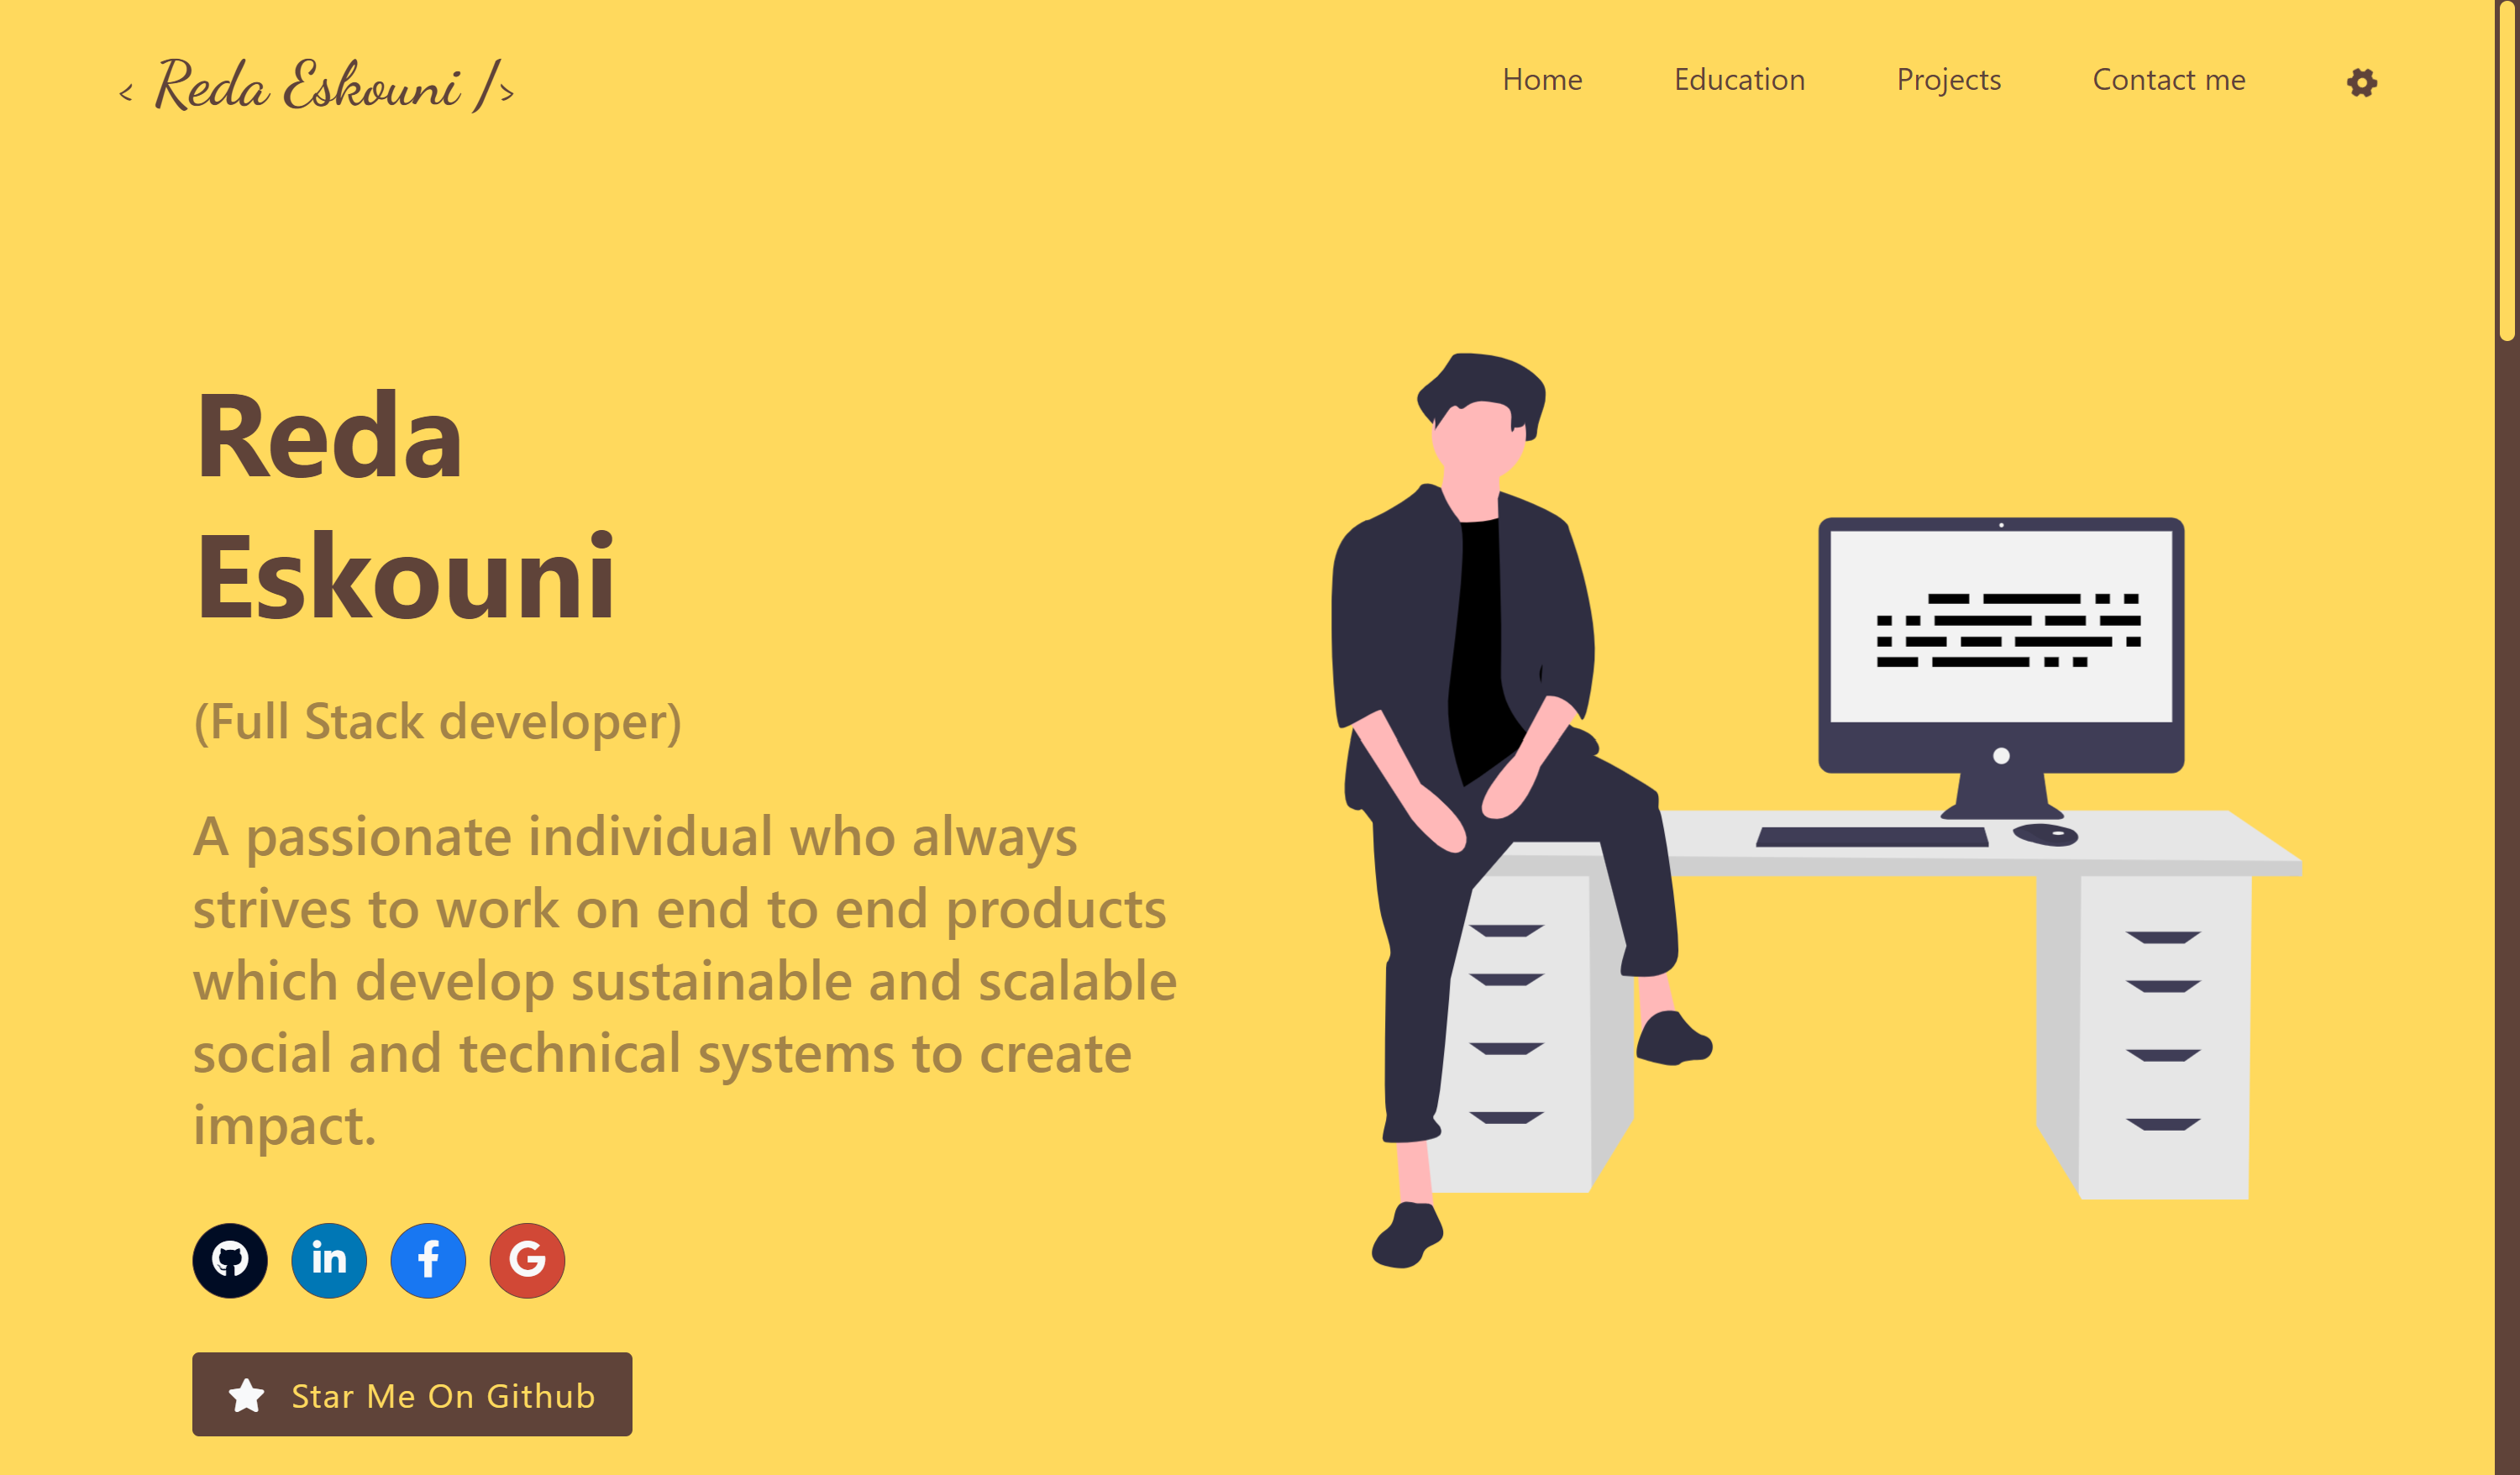 < Reda Eskouni />
Home Education Projects Contact me
Reda
Eskouni
(Full Stack developer)
A passionate individual who always
strives to work on end to end products
which develop sustainable and scalable
social and technical systems to create
impact.
Star Me On Github